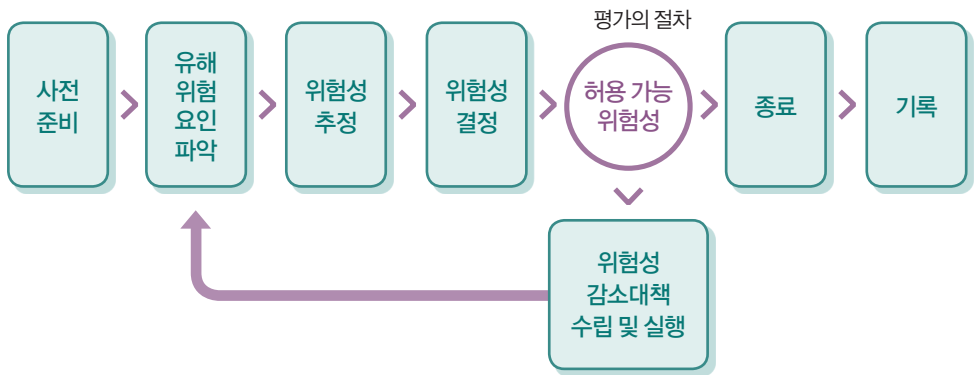 평가의 절차
사전
준비
유해
위험
요인
파악
위험성
추정
위험성
결정
허용 가능
위험성
종료
기록
위험성
감소대책
수립 및 실행